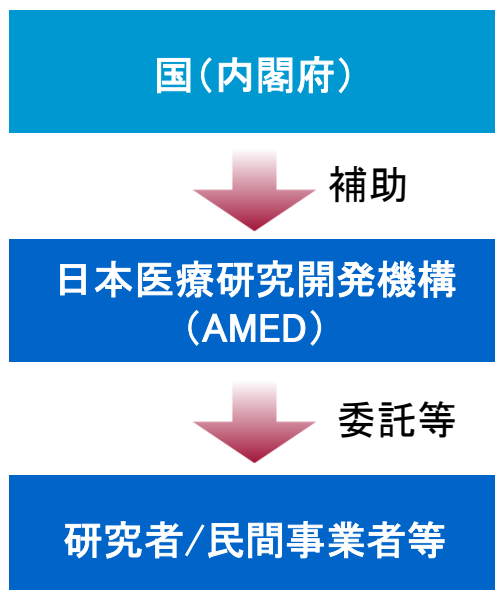 国（内閣府）
補助
日本医療研究開発機構
（AMED）
委託等
研究者/民間事業者等